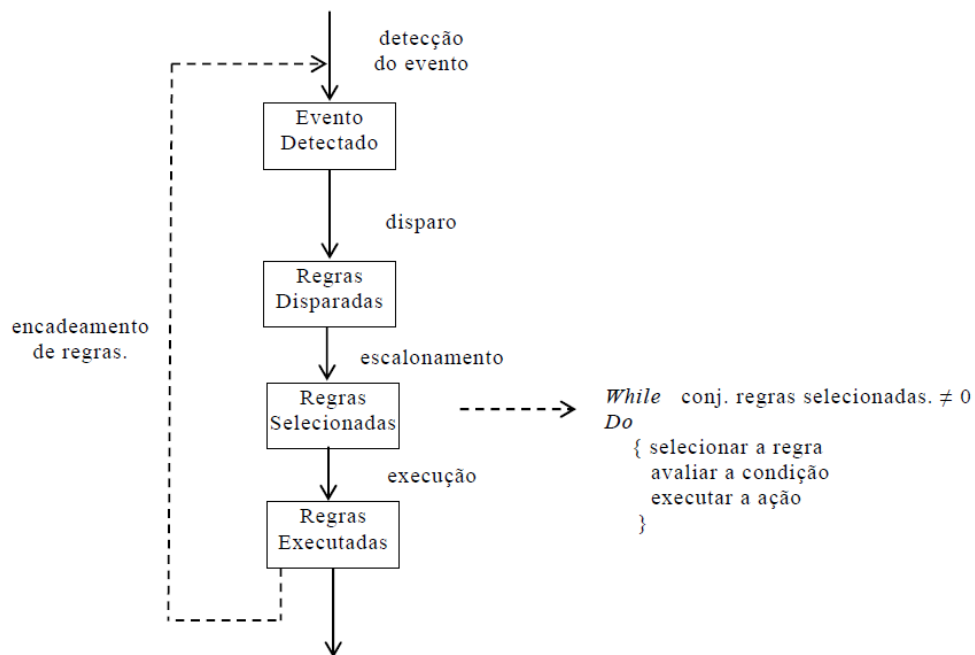 detecção
do evento
Evento
Detectado
disparo
Regras
Disparadas
encadeamento
de regras.
escalonamento
Regras
Selecionadas
While conj. regras selecionadas. ≠ 0
Do
{ selecionar a regra
avaliar a condição
executar a ação
}
execução
Regras
Executadas